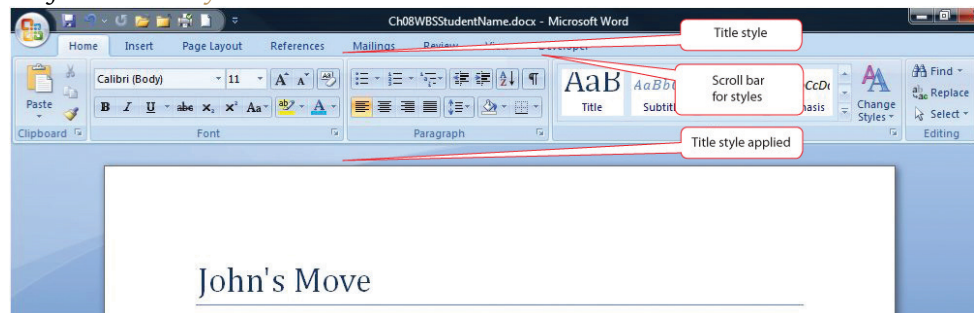 Ch08WBSStudentName.docx - Microsoft Word
Home Insert Page Layout References Mailings Review
Title style
Calibri (Body) 11
AaB AaBb
Scroll bar
for styles
Paste
Title
Change
Styles
Find
Replace
Select
Clipboard Font Paragraph Editing
Title style applied
John's Move